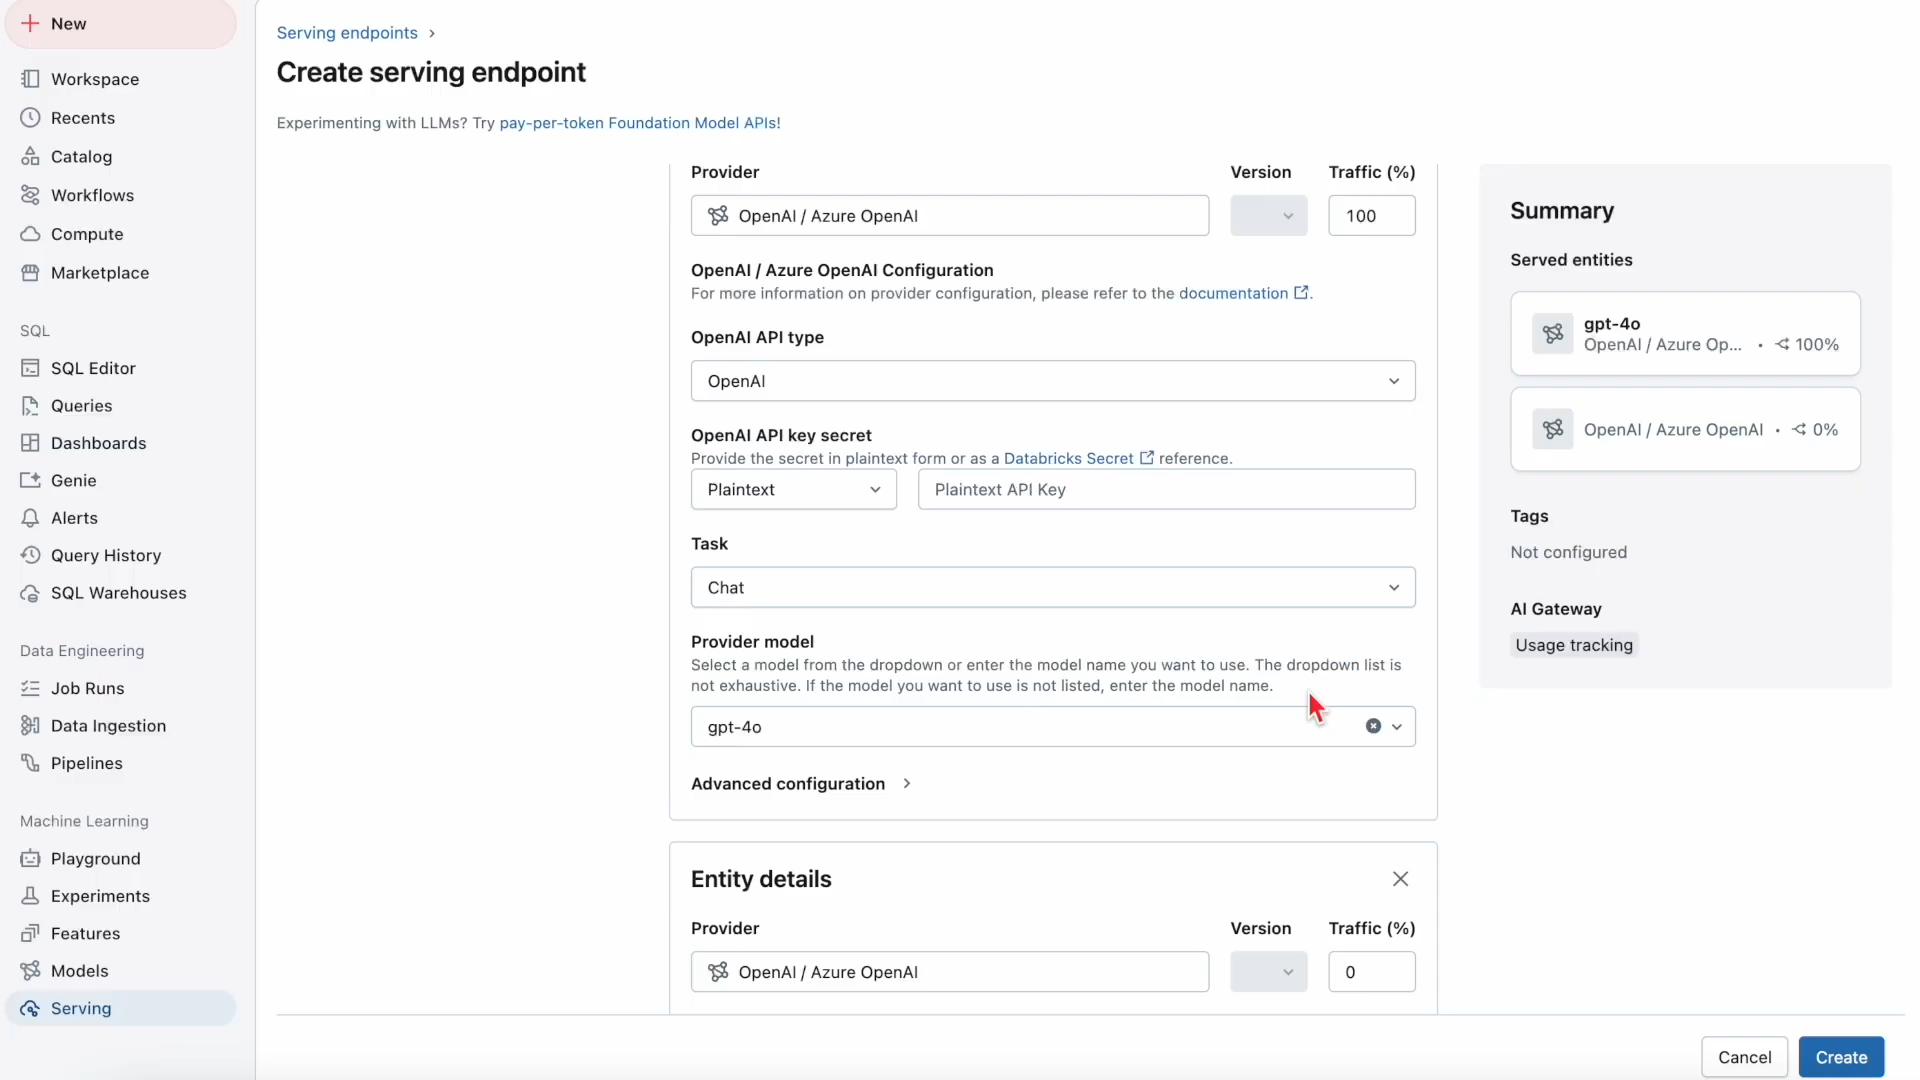 New
Workspace
Recents
Catalog
Workflows
Compute
Marketplace
SQL
SQL Editor
Queries
Dashboards
Genie
Alerts
Query History
SQL Warehouses
Data Engineering
Job Runs
Data Ingestion
Pipelines
Machine Learning
Playground
Experiments
Features
Models
Serving
Serving endpoints ›
Create serving endpoint
Experimenting with LLMs? Try pay-per-token Foundation Model APIs!
Provider Version Traffic (%)
OpenAI / Azure OpenAI 100
OpenAI / Azure OpenAI Configuration
For more information on provider configuration, please refer to the documentation.
OpenAI API type
OpenAI
OpenAI API key secret
Provide the secret in plaintext form or as a Databricks Secret reference.
Plaintext Plaintext API Key
Task
Chat
Provider model
Select a model from the dropdown or enter the model name you want to use. The dropdown list is
not exhaustive. If the model you want to use is not listed, enter the model name.
gpt-4o
Advanced configuration
Entity details
Provider Version Traffic (%)
OpenAI / Azure OpenAI 0
Summary
Served entities
gpt-4o
OpenAI / Azure Op... • 100%
OpenAI / Azure OpenAI • 0%
Tags
Not configured
AI Gateway
Usage tracking
Cancel Create